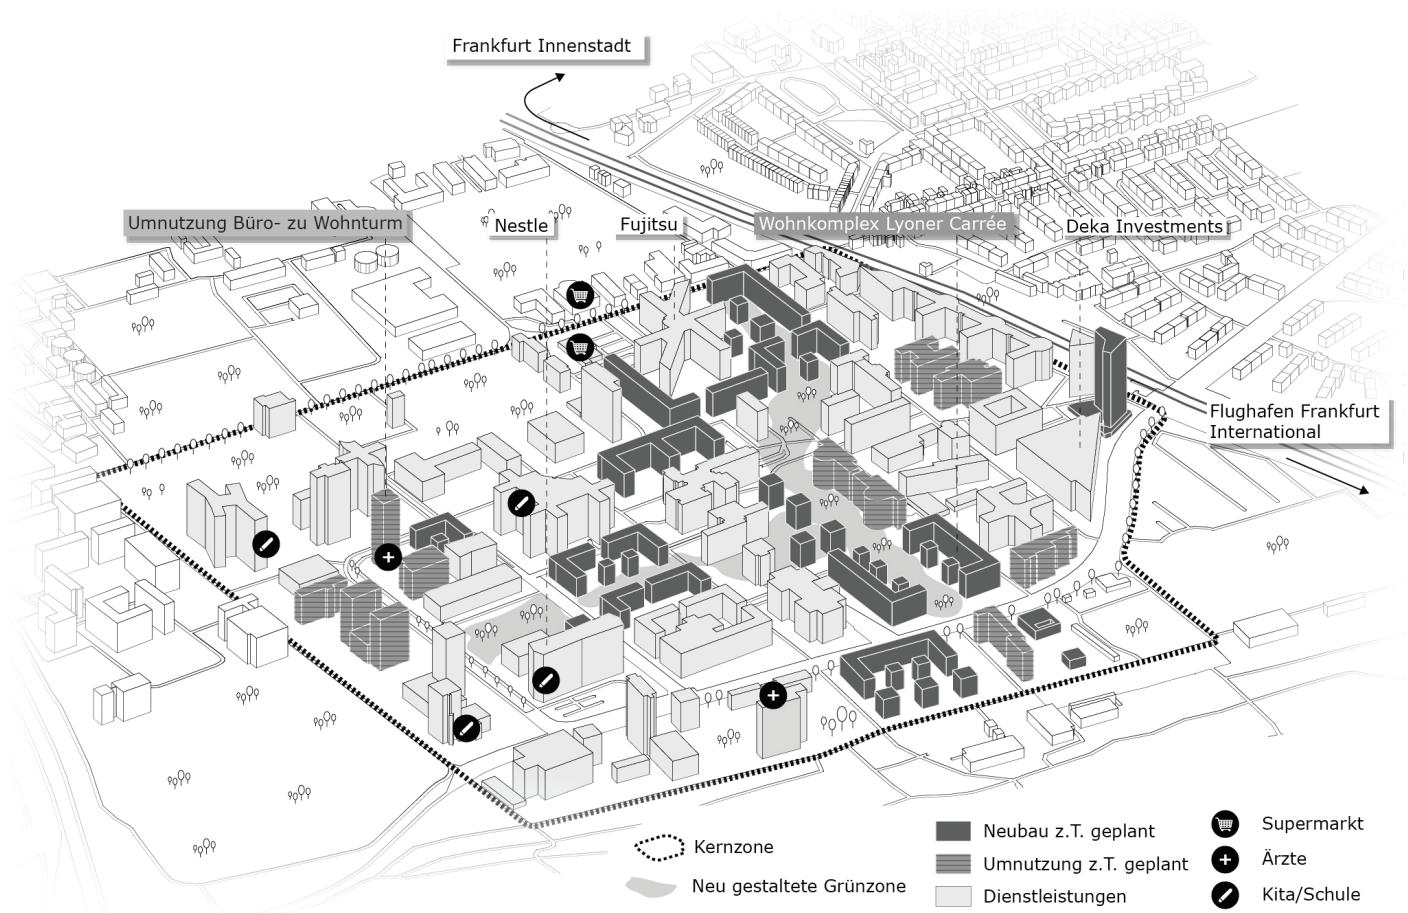 Frankfurt Innenstadt
Umnutzung Büro- zu Wohnturm
Nestle
Fujitsu
Wohnkomplex Lyoner Carrée
Deka Investments
Flughafen Frankfurt
International
Kernzone
Neu gestaltete Grünzone
Neubau z.T. geplant
Umnutzung z.T. geplant
Dienstleistungen
Supermarkt
Ärzte
Kita/Schule